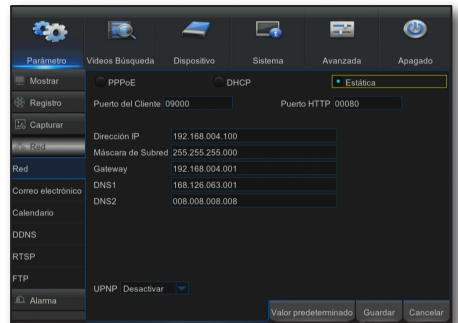 Parámetro Videos Búsqueda Dispositivo Sistema Avanzada Apagado
Mostrar
Registro
Capturar
Red
Red
Correo electrónico
Calendario
DDNS
RTSP
FTP
Alarma
PPPoE DHCP Estática
Puerto del Cliente 09000 Puerto HTTP 00080
Dirección IP 192.168.004.100
Máscara de Subred 255.255.255.000
Gateway 192.168.004.001
DNS1 168.126.063.001
DNS2 008.008.008.008
UPNP Desactivar
Valor predeterminado Guardar Cancelar